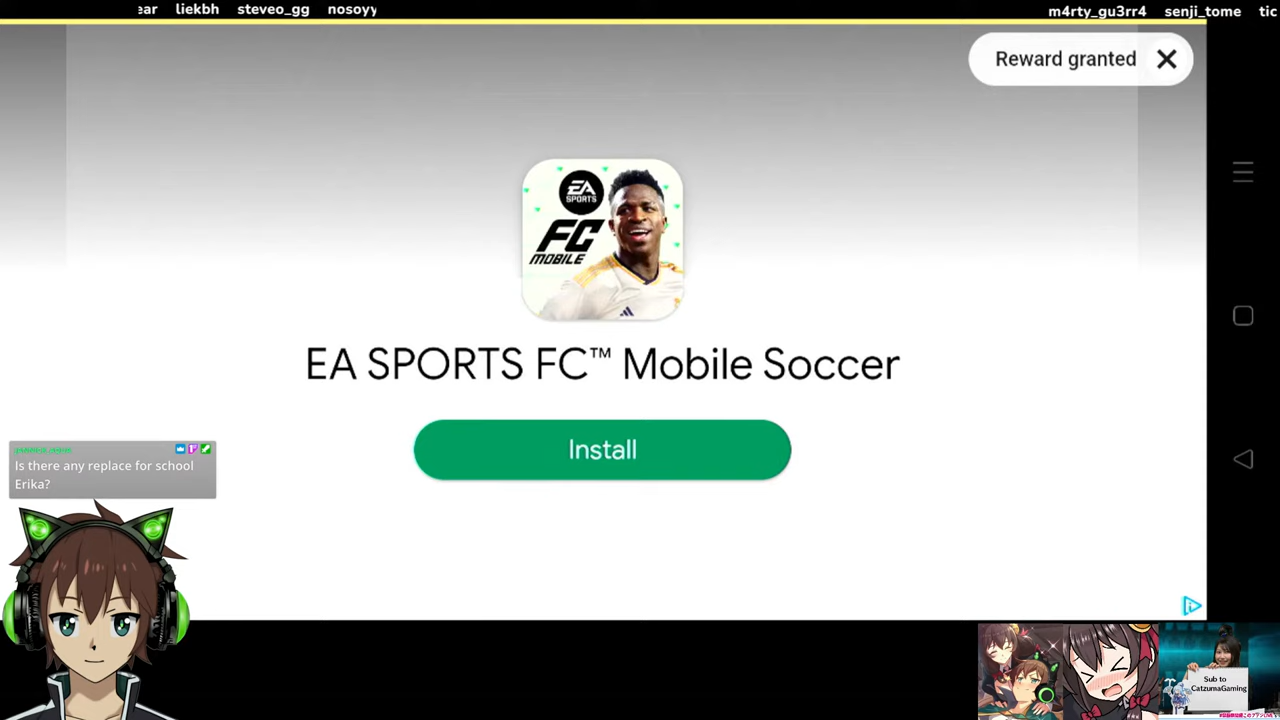 ear liekbh steveo_gg nosoyy m4rty_gu3rr4 senji_tome tic
Reward granted
EA
SPORTS
FC
MOBILE
EA SPORTS FC™ Mobile Soccer
Install
Is there any replace for school
Erika?
Sub to
CatzumaGaming